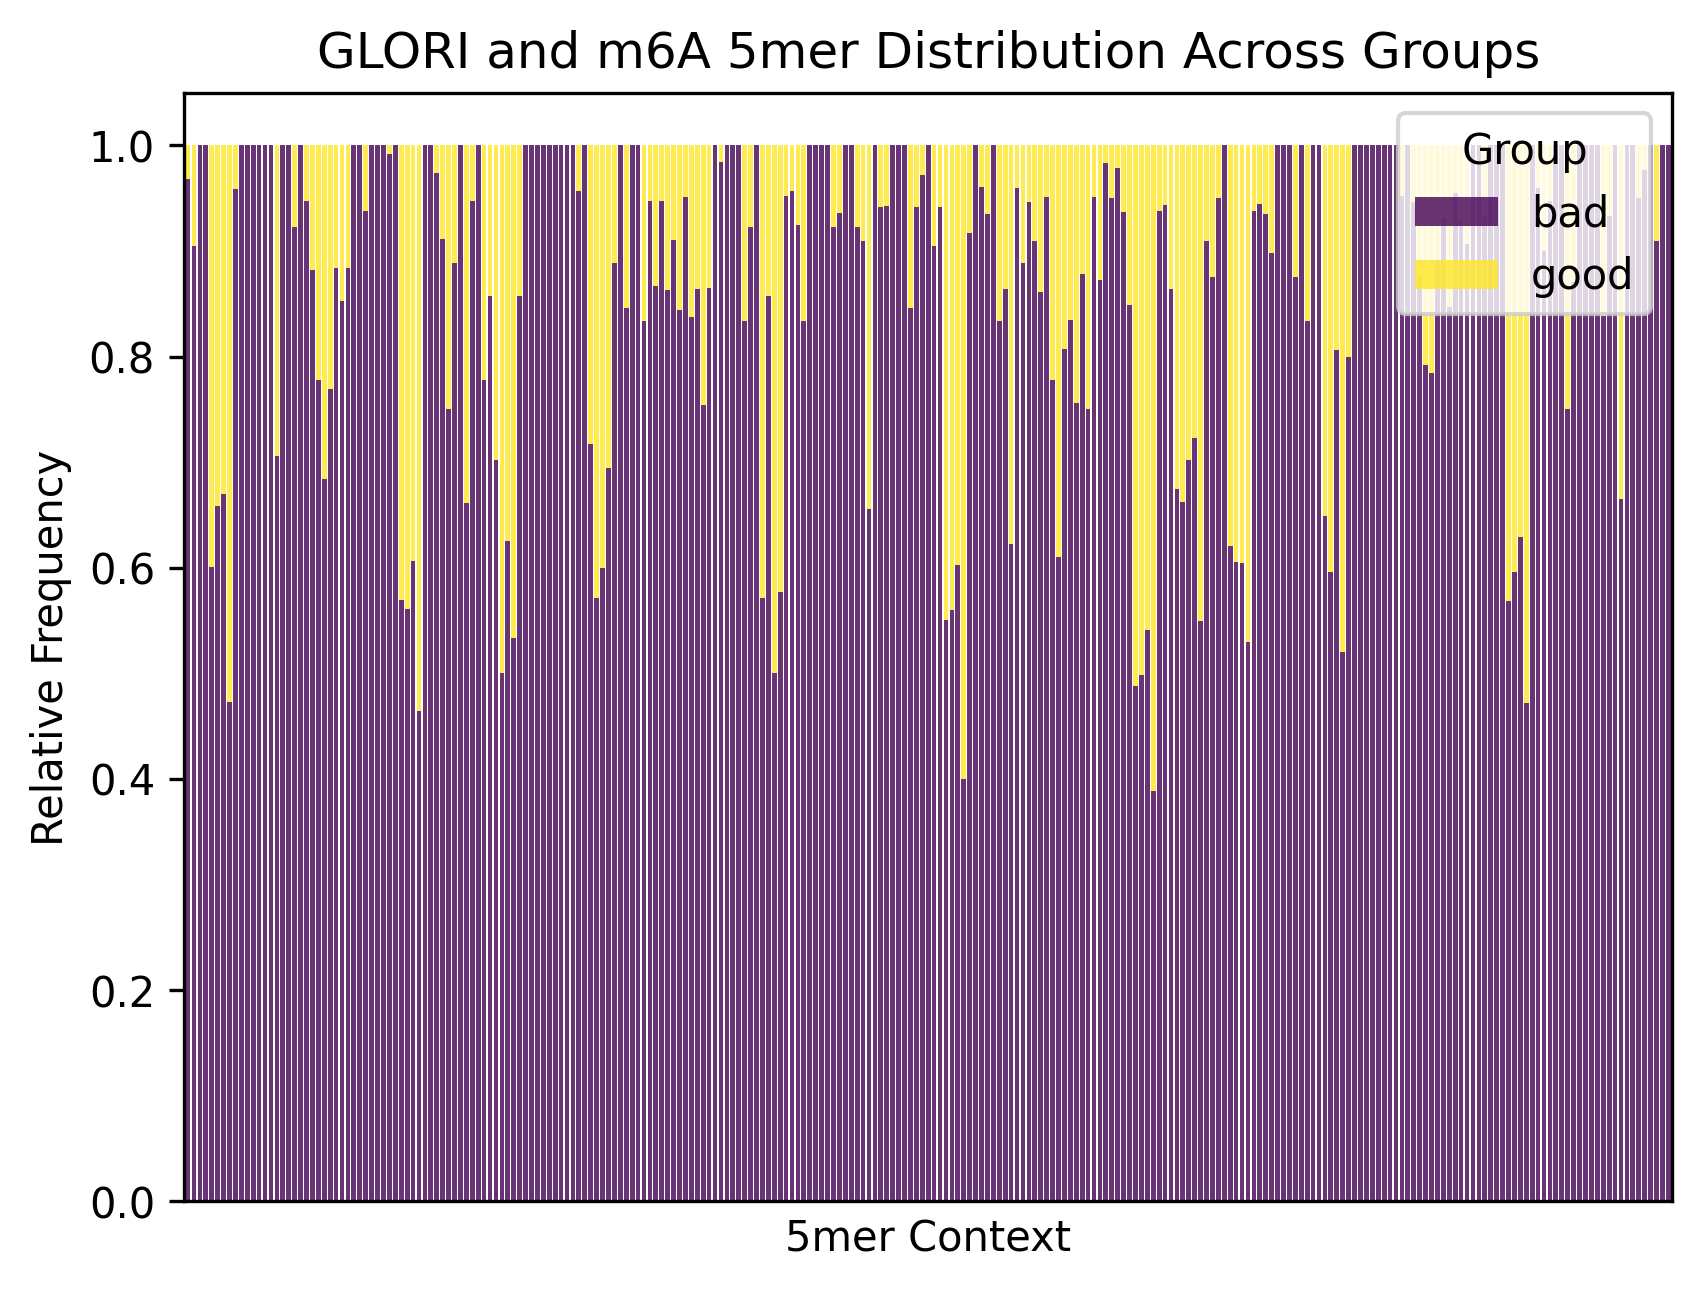 GLORI and m6A 5mer Distribution Across Groups
1.0
0.8
0.6
0.4
0.2
0.0
Relative Frequency
5mer Context
Group
bad
good